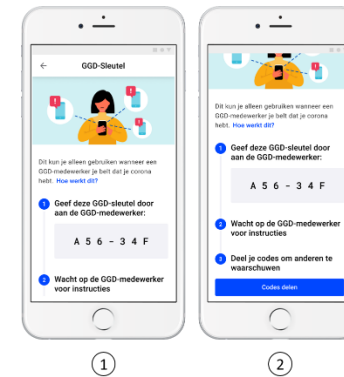 GGD-Sleutel
Dit kun je alleen gebruiken wanneer een
GGD-medewerker je belt dat je corona
hebt. Hoe werkt dit?
1 Geef deze GGD-sleutel door
aan de GGD-medewerker:
A 5 6 - 3 4 F
2 Wacht op de GGD-medewerker
voor instructies
1
Dit kun je alleen gebruiken wanneer een
GGD-medewerker je belt dat je corona
hebt. Hoe werkt dit?
1 Geef deze GGD-sleutel door
aan de GGD-medewerker:
A 5 6 - 3 4 F
2 Wacht op de GGD-medewerker
voor instructies
3 Deel je codes om anderen te
waarschuwen
Codes delen
2